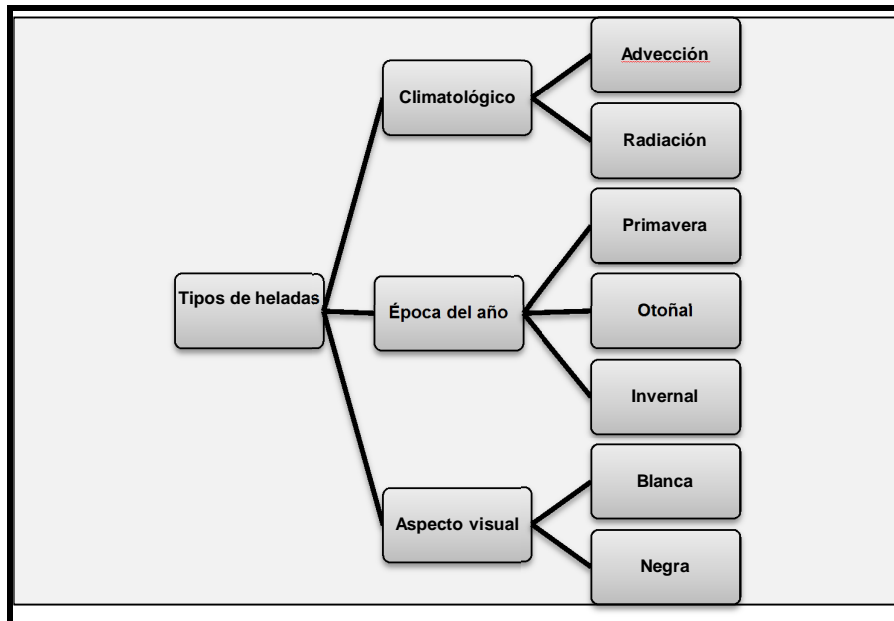 Tipos de heladas
Climatológico
Advección
Radiación
Época del año
Primavera
Otoñal
Invernal
Aspecto visual
Blanca
Negra